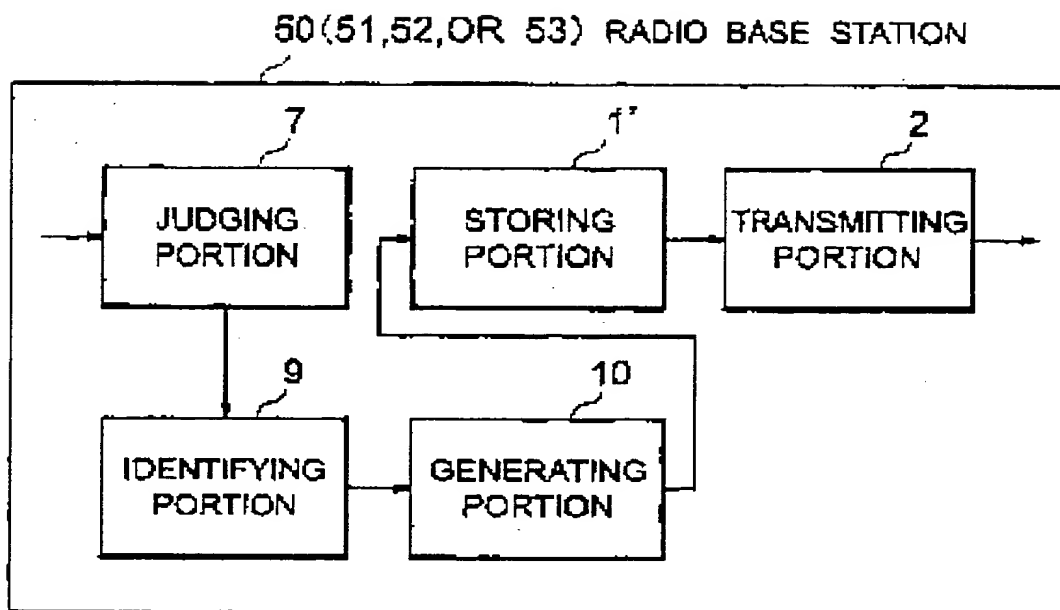 50(51,52,OR 53) RADIO BASE STATION
7
1'
2
JUDGING
PORTION
STORING
PORTION
TRANSMITTING
PORTION
9
10
IDENTIFYING
PORTION
GENERATING
PORTION